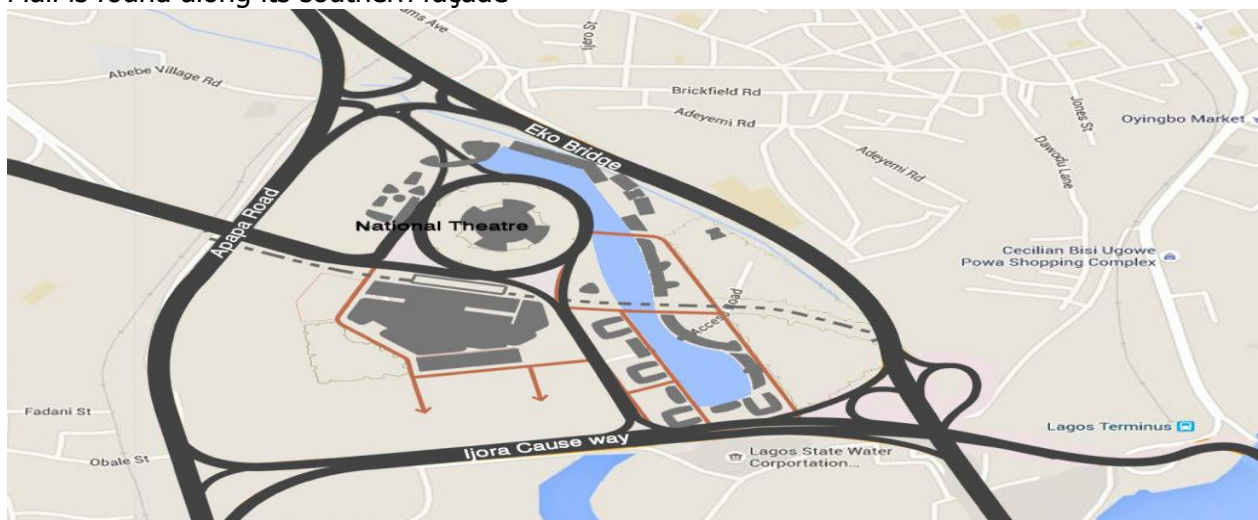 Mall is found along its southern façade
Ijero St
Abebe Village Rd
Brickfield Rd
Adeyemi Rd
Jones St
Oyingbo Market
Eko Bridge
Adeyemi Rd
Dawodu Lane
Apapa Road
National Theatre
Cecilian Bisi Ugowe
Powa Shopping Complex
Access Road
Fadani St
Obale St
Ijora Cause way
Lagos Terminus
Lagos State Water
Corportation...